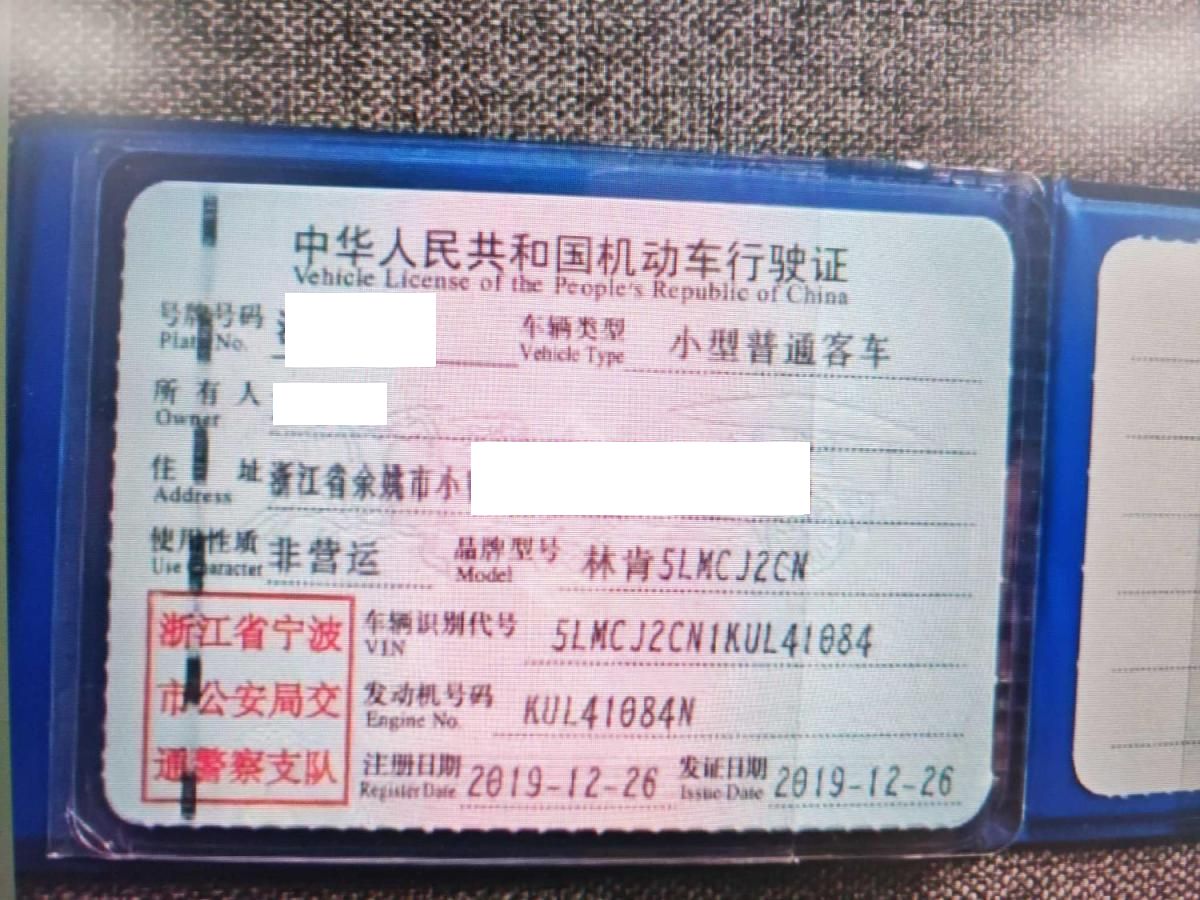 中华人民共和国机动车行驶证
Vehicle License of the People's Republic of China
号牌号码 车辆类型 小型普通客车
Plate No. Vehicle Type
所有人
Owner
住址 浙江省余姚市小
Address
使用性质 非营运 品牌型号 林肯5LMCJ2CN
Use Character Model
浙江省宁波 车辆识别代号 5LMCJ2CN1KUL41084
VIN
市公安局交 发动机号码 KUL41084N
Engine No.
通警察支队 注册日期 2019-12-26 发证日期 2019-12-26
Register Date Issue Date